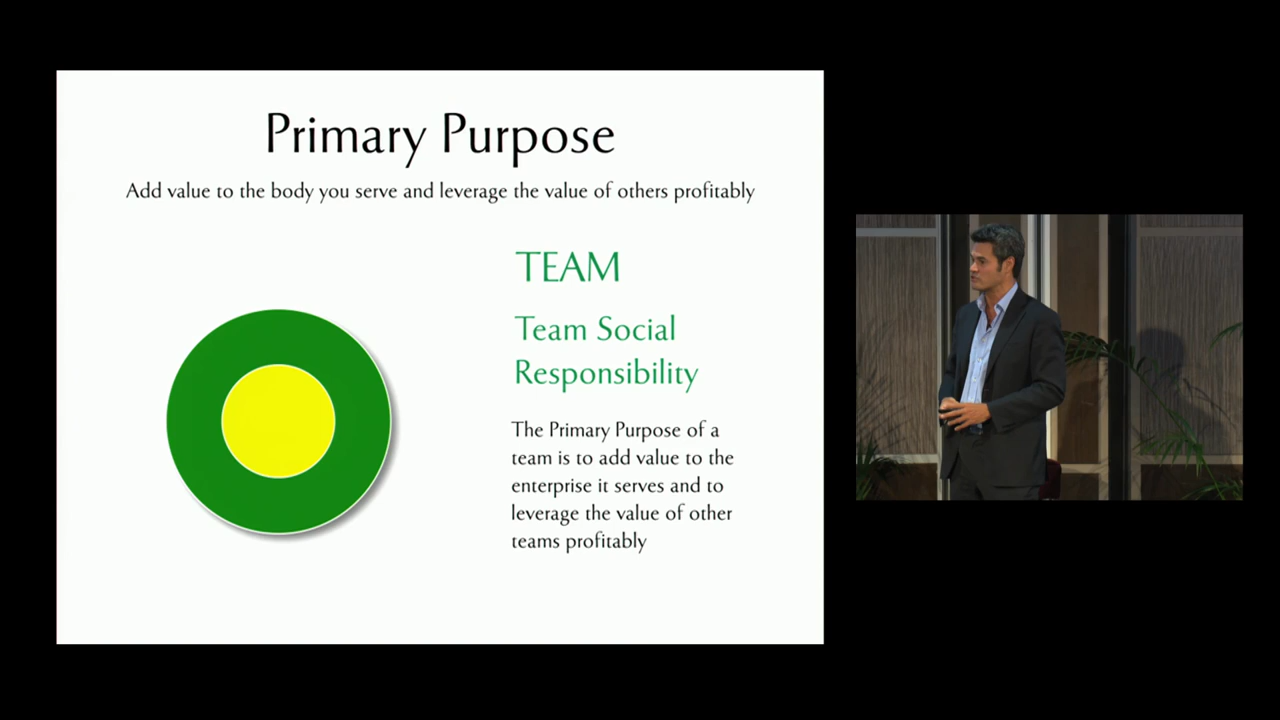 Primary Purpose
Add value to the body you serve and leverage the value of others profitably
TEAM
Team Social
Responsibility
The Primary Purpose of a
team is to add value to the
enterprise it serves and to
leverage the value of other
teams profitably